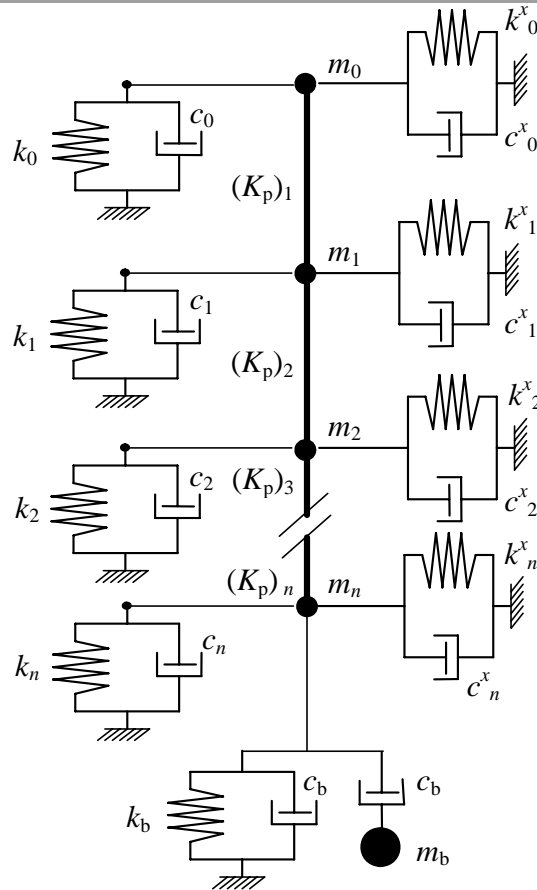 k^x_0
m_0
c_0
k_0
c^x_0
(K_p)_1
k^x_1
m_1
c_1
k_1
c^x_1
(K_p)_2
k^x_2
m_2
c_2
(K_p)_3
k_2
c^x_2
k^x_n
(K_p)_n
m_n
c_n
k_n
c^x_n
c_b
c_b
k_b
m_b